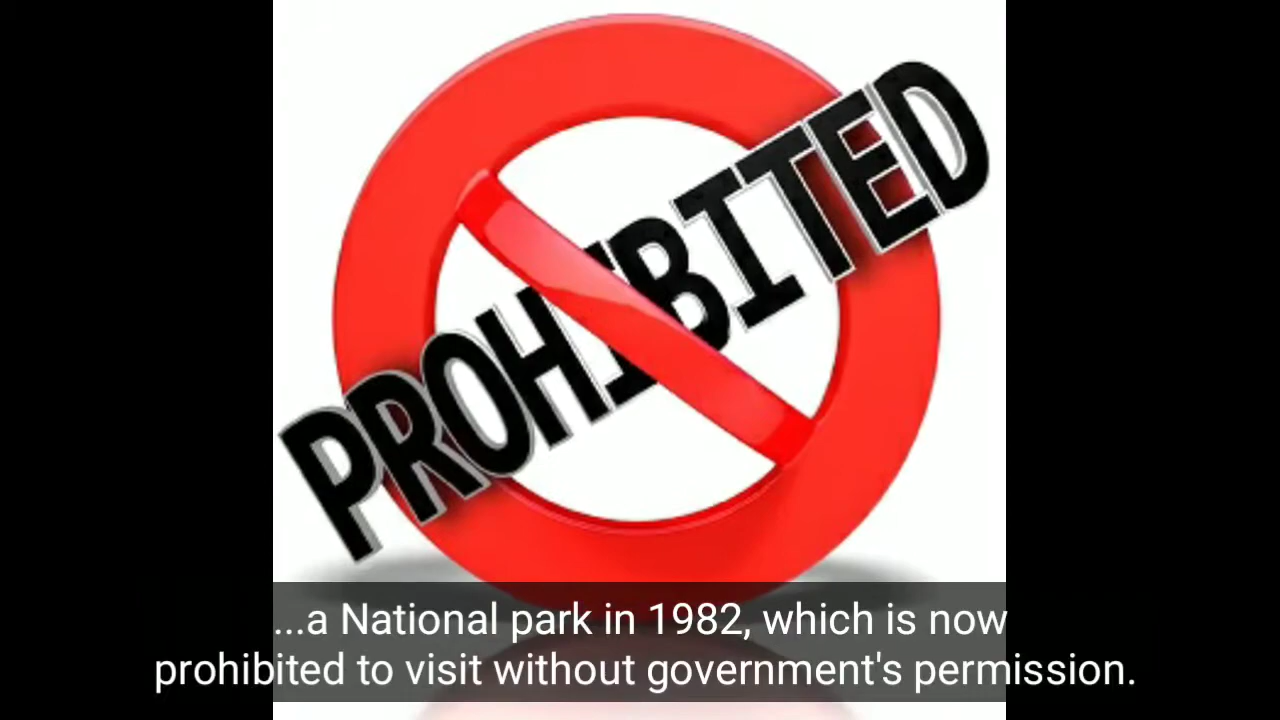 PROHIBITED
...a National park in 1982, which is now
prohibited to visit without government's permission.